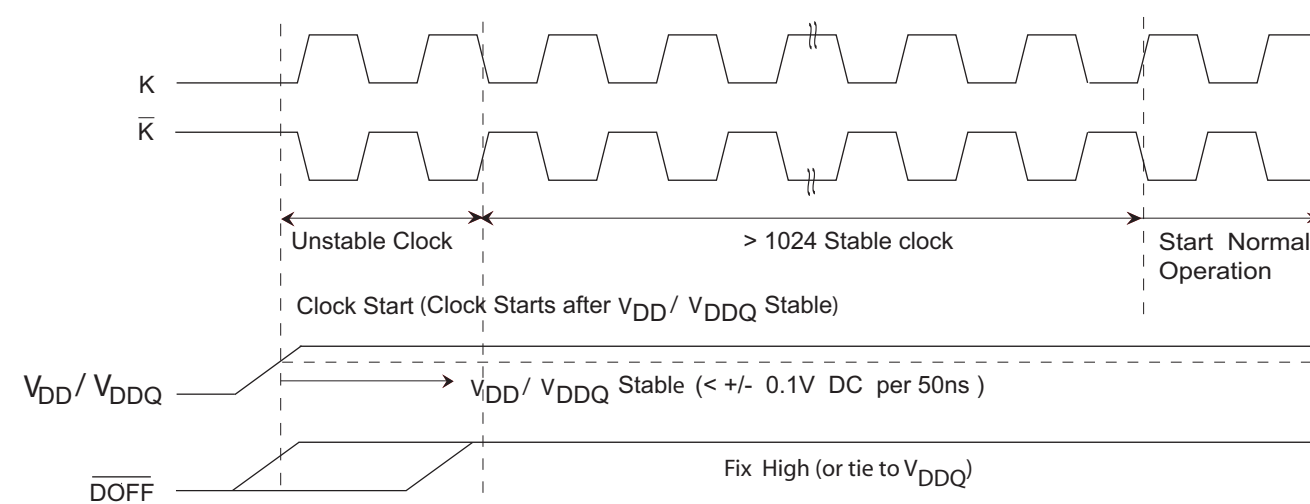 K
K̅
Unstable Clock
> 1024 Stable clock
Start Normal
Operation
Clock Start (Clock Starts after VDD / VDDQ Stable)
VDD / VDDQ
VDD / VDDQ Stable (< +/- 0.1V DC per 50ns )
D̅O̅F̅F̅
Fix High (or tie to VDDQ)